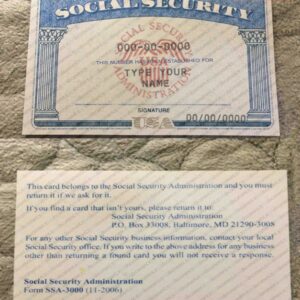 SOCIAL SECURITY
SOCIAL SECURITY
ADMINISTRATION
000-00-0000
THIS NUMBER HAS BEEN ESTABLISHED FOR
TYPE YOUR
NAME
SIGNATURE
USA
00/00/0000
This card belongs to the Social Security Administration and you must
return it if we ask for it.
If you find a card that isn't yours, please return it to:
Social Security Administration
P.O. Box 33008, Baltimore, MD 21290-3008
For any other Social Security business information, contact your local
Social Security office. If you write to the above address for any business
other than returning a found card you will not receive a response.
Social Security Administration
Form SSA-3000 (11-2006)